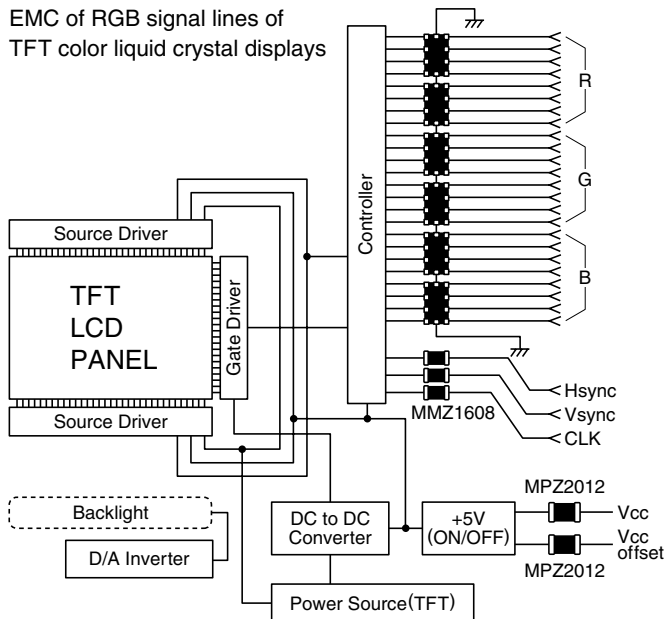 EMC of RGB signal lines of
TFT color liquid crystal displays
R
G
B
Controller
Source Driver
TFT
LCD
PANEL
Gate Driver
Source Driver
Hsync
Vsync
CLK
MMZ1608
MPZ2012
Backlight
D/A Inverter
DC to DC
Converter
+5V
(ON/OFF)
Vcc
Vcc
offset
MPZ2012
Power Source(TFT)